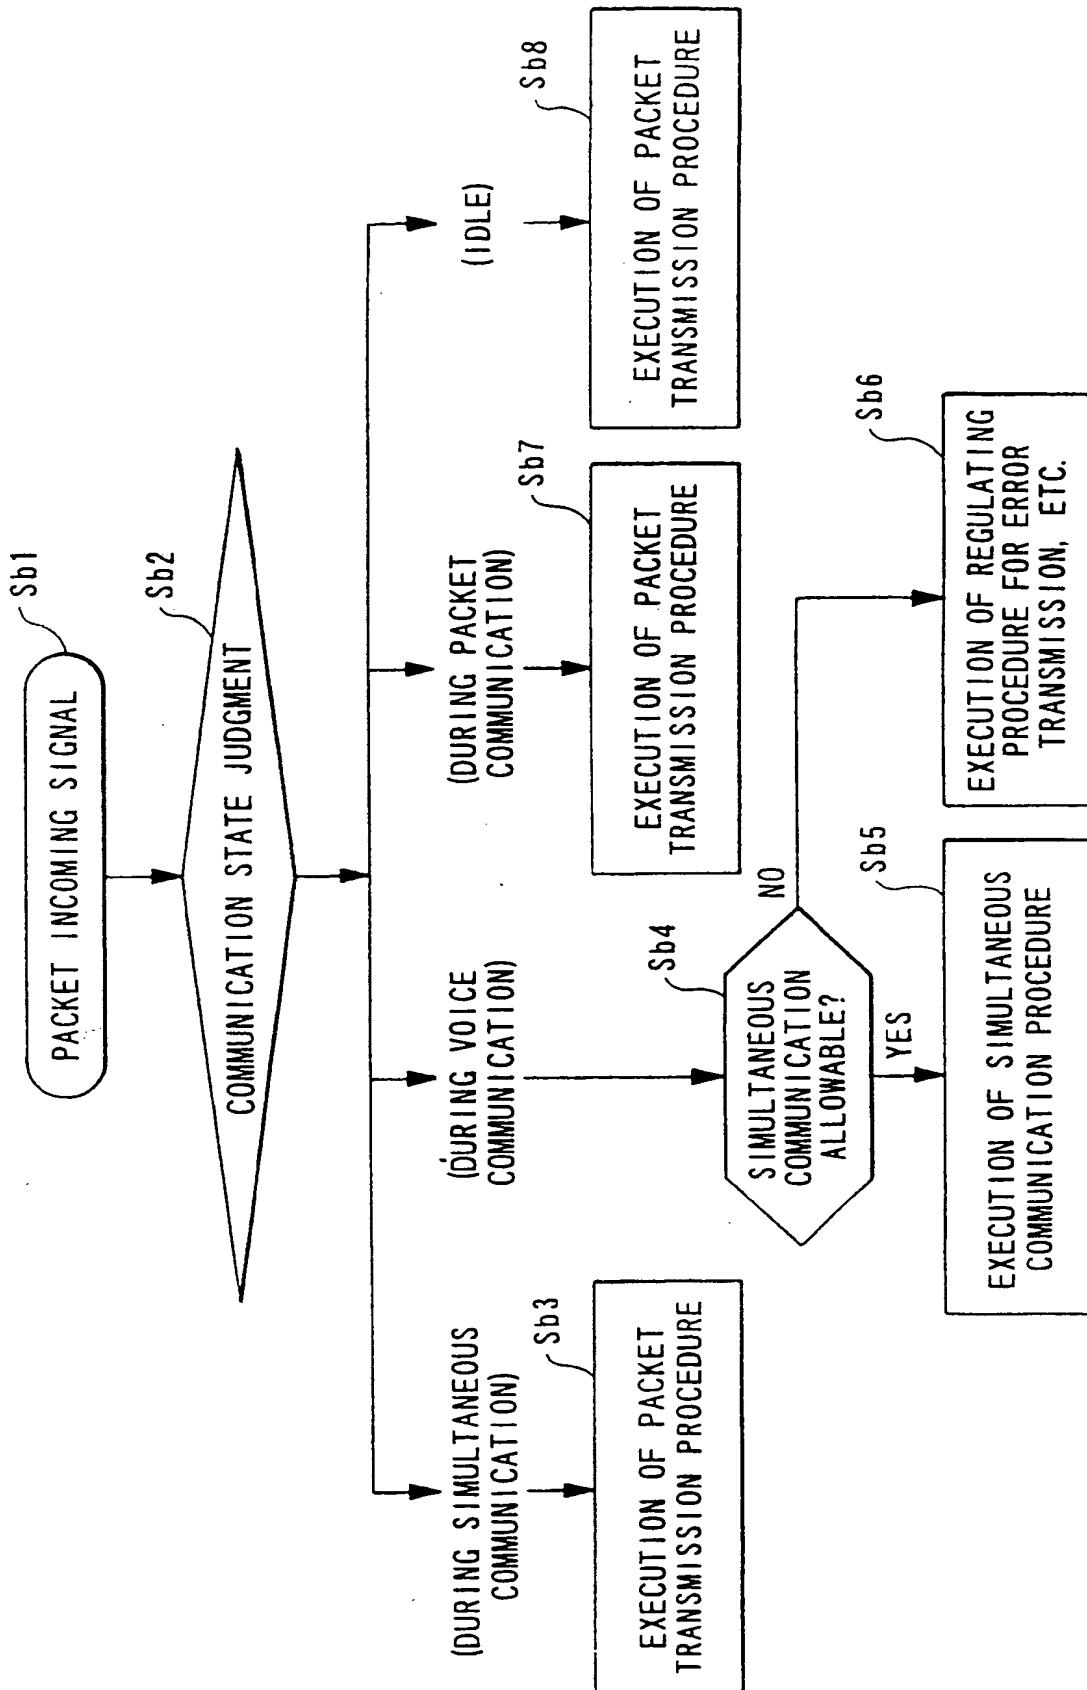 PACKET INCOMING SIGNAL
Sb1
COMMUNICATION STATE JUDGMENT
Sb2
(DURING SIMULTANEOUS
COMMUNICATION)
(DURING VOICE
COMMUNICATION)
(DURING PACKET
COMMUNICATION)
(IDLE)
EXECUTION OF PACKET
TRANSMISSION PROCEDURE
Sb3
SIMULTANEOUS
COMMUNICATION
ALLOWABLE?
Sb4
NO
YES
EXECUTION OF PACKET
TRANSMISSION PROCEDURE
Sb7
EXECUTION OF PACKET
TRANSMISSION PROCEDURE
Sb8
EXECUTION OF SIMULTANEOUS
COMMUNICATION PROCEDURE
Sb5
EXECUTION OF REGULATING
PROCEDURE FOR ERROR
TRANSMISSION, ETC.
Sb6